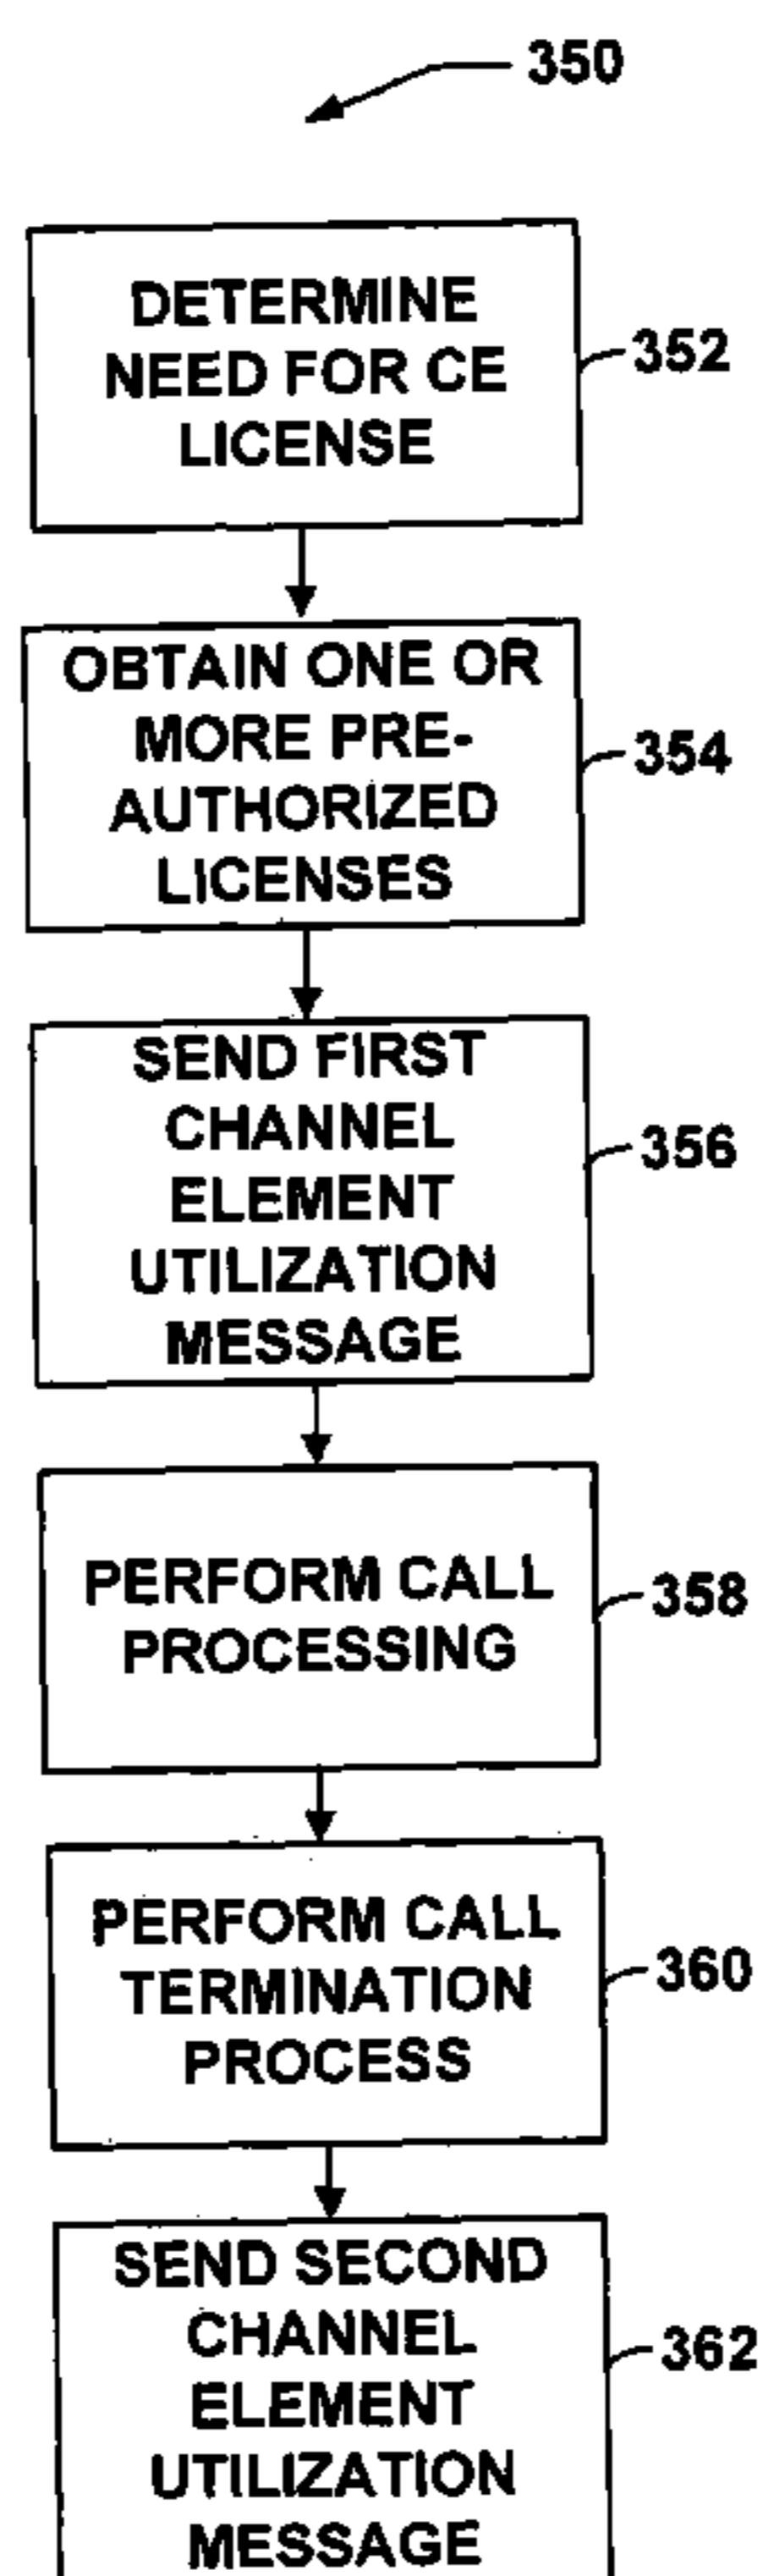 350
DETERMINE
NEED FOR CE
LICENSE
352
OBTAIN ONE OR
MORE PRE-
AUTHORIZED
LICENSES
354
SEND FIRST
CHANNEL
ELEMENT
UTILIZATION
MESSAGE
356
PERFORM CALL
PROCESSING
358
PERFORM CALL
TERMINATION
PROCESS
360
SEND SECOND
CHANNEL
ELEMENT
UTILIZATION
MESSAGE
362